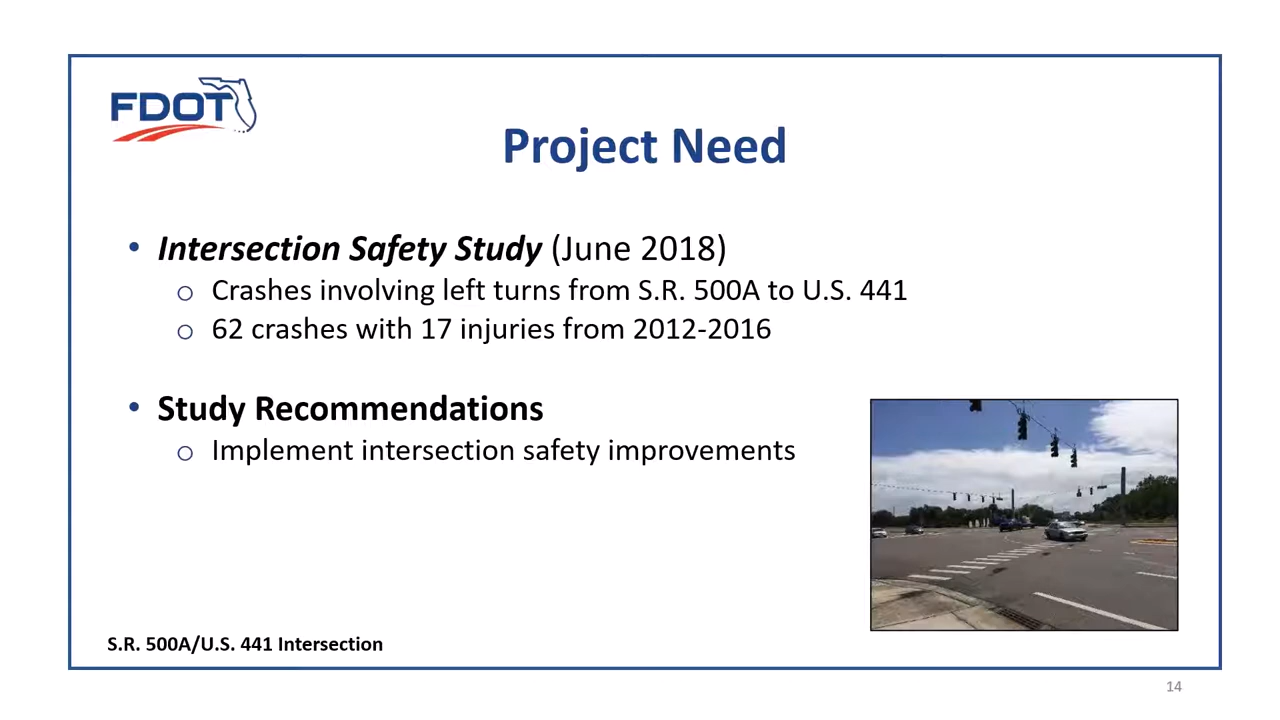 FDOT
Project Need
• Intersection Safety Study (June 2018)
o Crashes involving left turns from S.R. 500A to U.S. 441
o 62 crashes with 17 injuries from 2012-2016
• Study Recommendations
o Implement intersection safety improvements
S.R. 500A/U.S. 441 Intersection
14